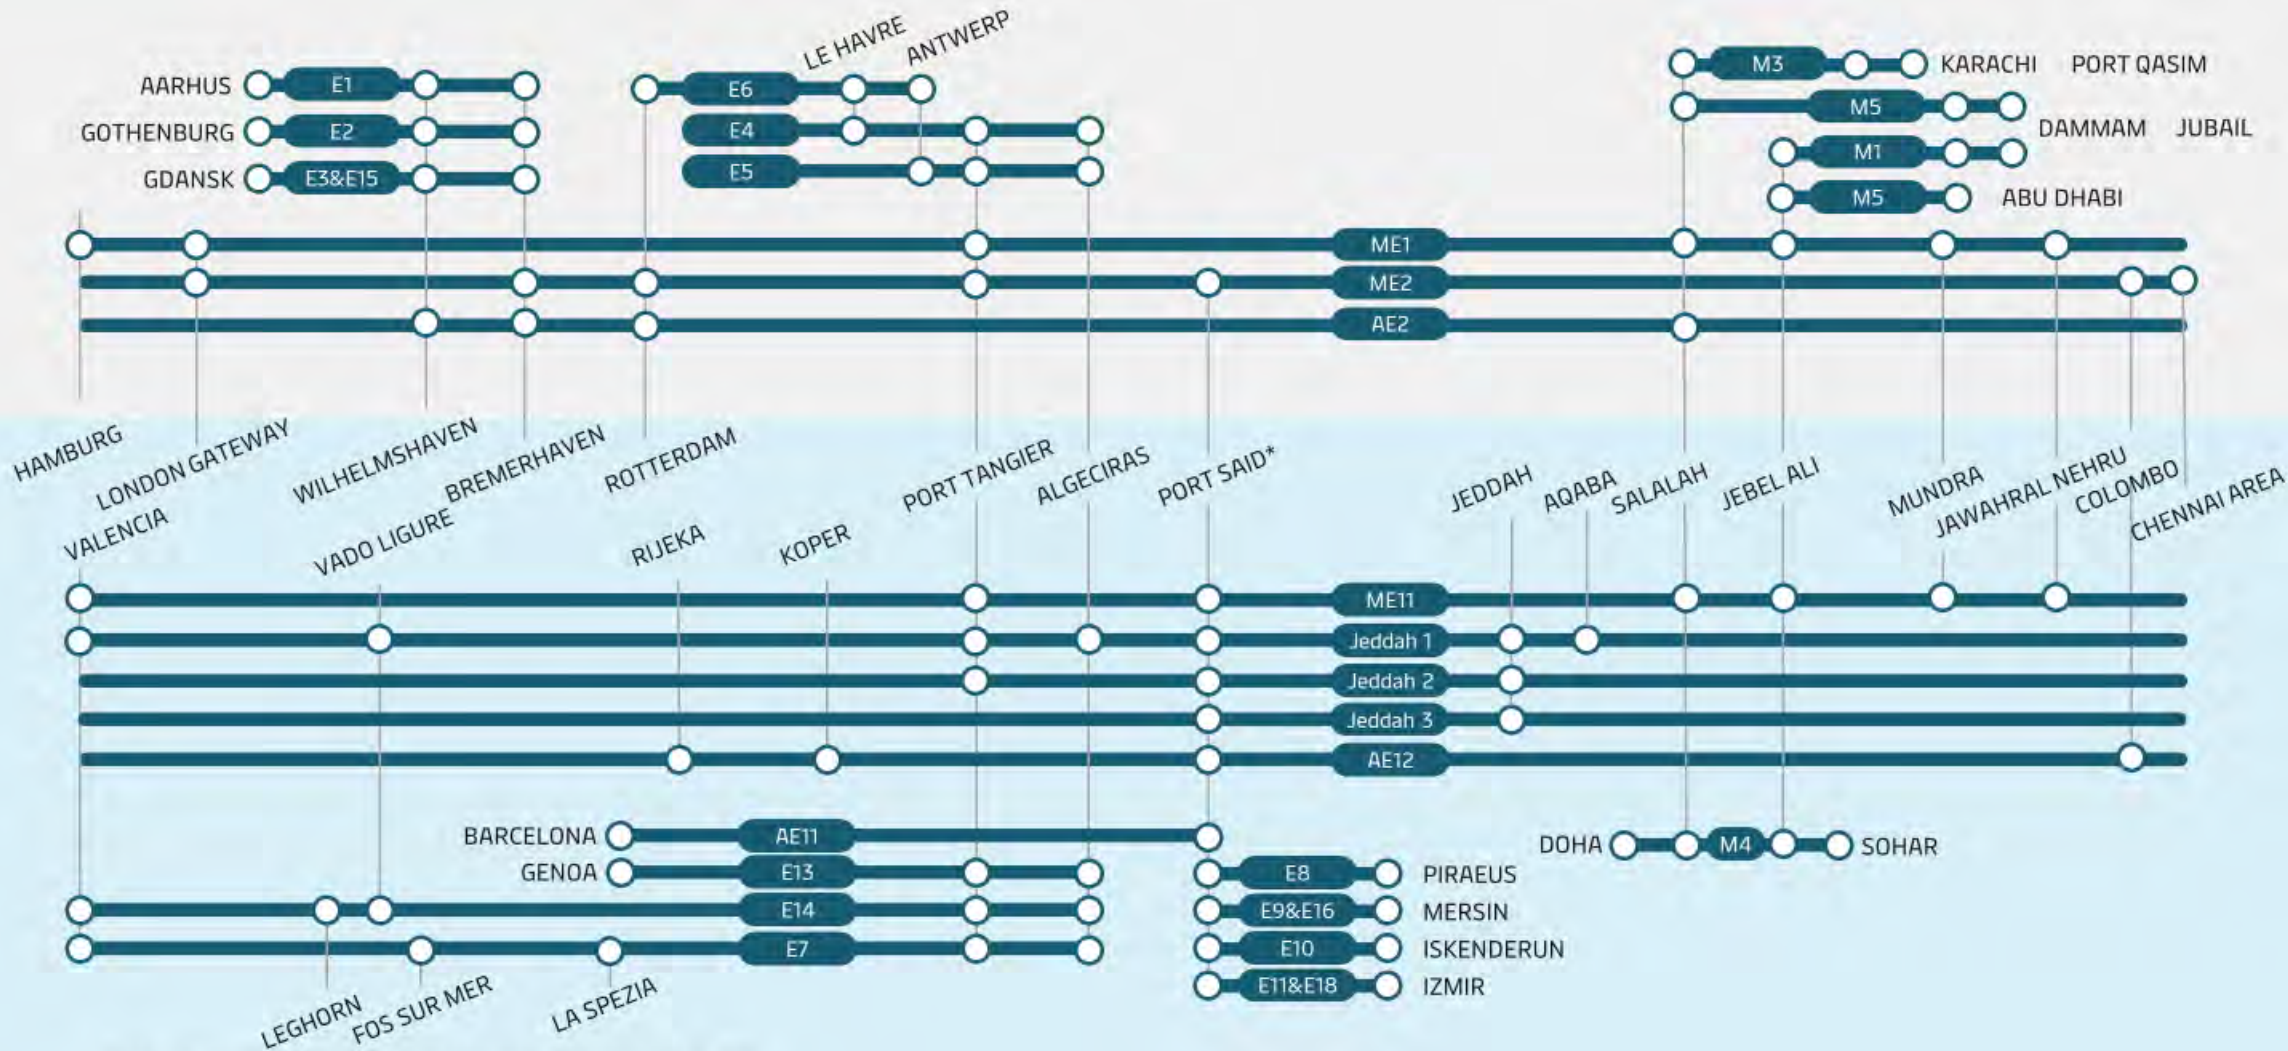 LE HAVRE ANTWERP
AARHUS E1 E6 M3 KARACHI PORT QASIM
M5
GOTHENBURG E2 E4 DAMMAM JUBAIL
M1
GDANSK E3&E15 E5
M5 ABU DHABI
ME1
ME2
AE2
HAMBURG LONDON GATEWAY WILHELMSHAVEN BREMERHAVEN ROTTERDAM PORT TANGIER ALGECIRAS PORT SAID* JEDDAH AQABA SALALAH JEBEL ALI MUNDRA JAWAHRAL NEHRU COLOMBO CHENNAI AREA
VALENCIA VADO LIGURE RIJEKA KOPER
ME11
Jeddah 1
Jeddah 2
Jeddah 3
AE12
BARCELONA AE11 DOHA M4 SOHAR
GENOA E13 E8 PIRAEUS
E14 E9&E16 MERSIN
E7 E10 ISKENDERUN
E11&E18 IZMIR
LEGHORN FOS SUR MER LA SPEZIA